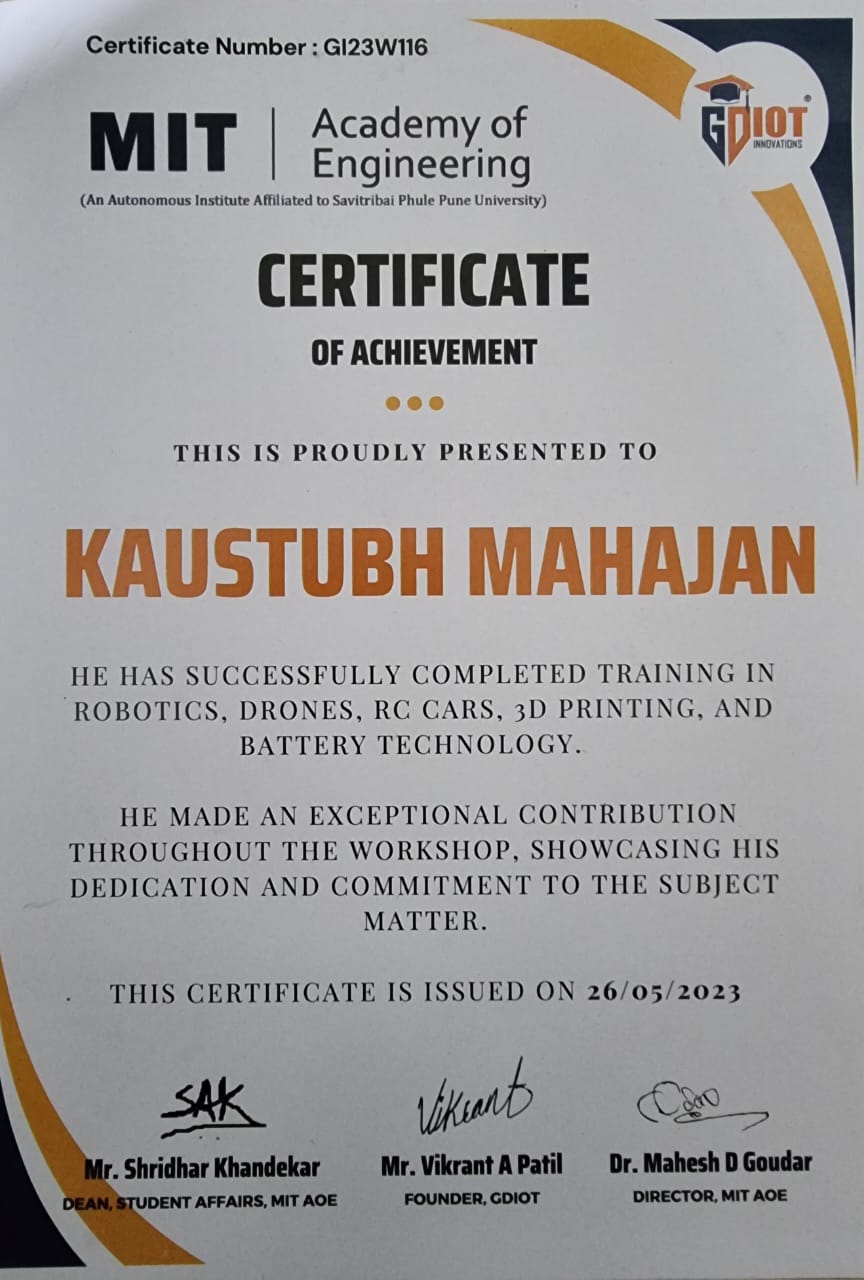 Certificate Number : GI23W116
GDIOT
INNOVATIONS
MIT
Academy of
Engineering
(An Autonomous Institute Affiliated to Savitribai Phule Pune University)
CERTIFICATE
OF ACHIEVEMENT
THIS IS PROUDLY PRESENTED TO
KAUSTUBH MAHAJAN
HE HAS SUCCESSFULLY COMPLETED TRAINING IN
ROBOTICS, DRONES, RC CARS, 3D PRINTING, AND
BATTERY TECHNOLOGY.
HE MADE AN EXCEPTIONAL CONTRIBUTION
THROUGHOUT THE WORKSHOP, SHOWCASING HIS
DEDICATION AND COMMITMENT TO THE SUBJECT
MATTER.
THIS CERTIFICATE IS ISSUED ON 26/05/2023
SAK Vikrant
Mr. Shridhar Khandekar Mr. Vikrant A Patil Dr. Mahesh D Goudar
DEAN, STUDENT AFFAIRS, MIT AOE FOUNDER, GDIOT DIRECTOR, MIT AOE